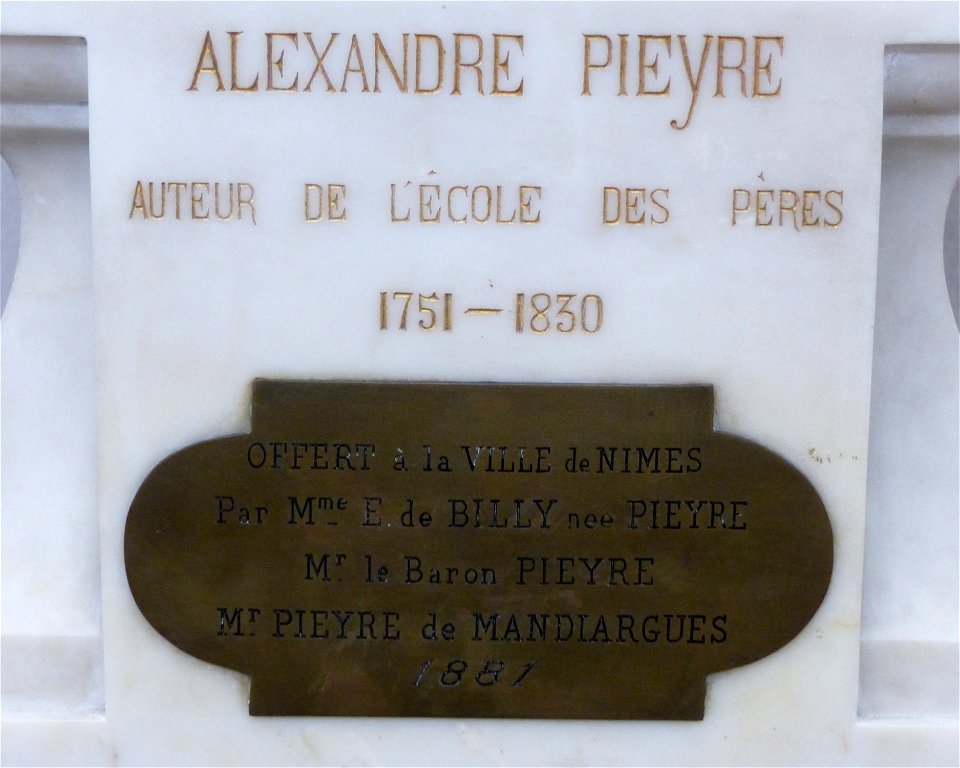 ALEXANDRE PIEYRE
AUTEUR DE L'ÉCOLE DES PÈRES
1751 — 1830
OFFERT à la VILLE de NIMES
Par Mme E. de BILLY nee PIEYRE
Mr le Baron PIEYRE
Mr PIEYRE de MANDIARGUES
1881